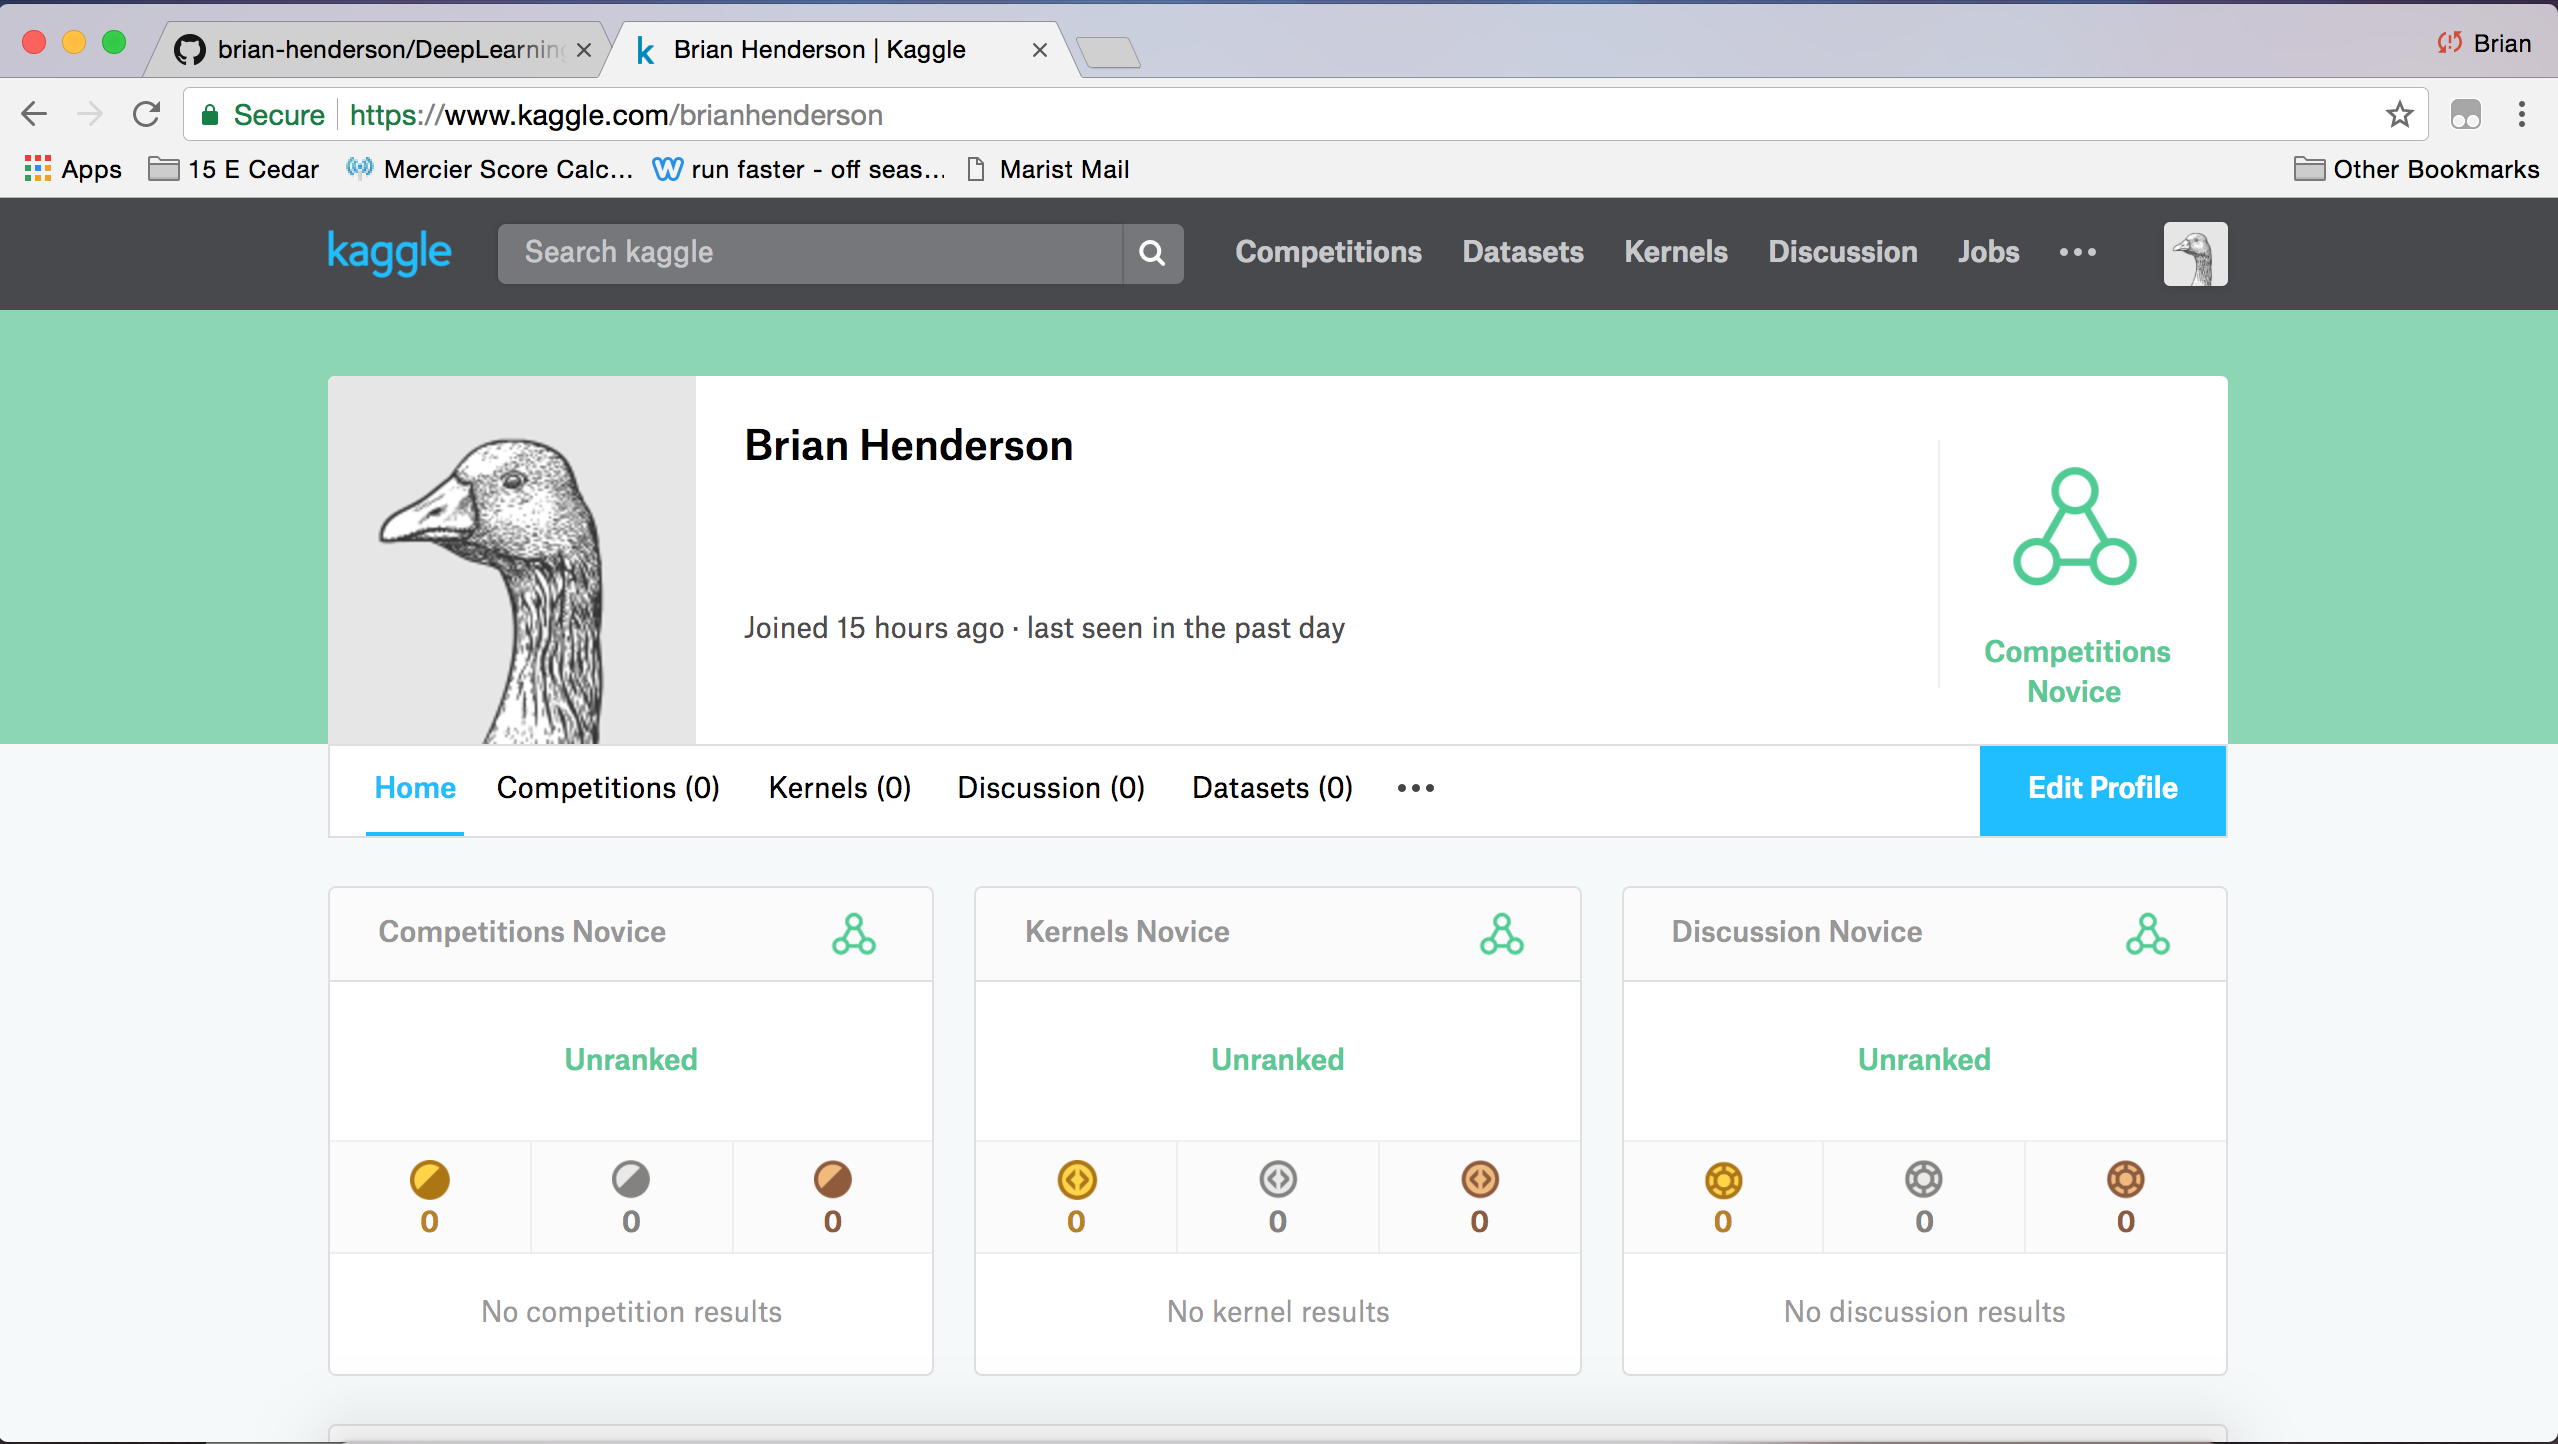 brian-henderson/DeepLearning
Brian Henderson | Kaggle
Brian
Secure https://www.kaggle.com/brianhenderson
Apps 15 E Cedar Mercier Score Calc... run faster - off seas... Marist Mail Other Bookmarks
kaggle Search kaggle Competitions Datasets Kernels Discussion Jobs
Brian Henderson
Joined 15 hours ago · last seen in the past day
Competitions
Novice
Home Competitions (0) Kernels (0) Discussion (0) Datasets (0) Edit Profile
Competitions Novice
Unranked
0 0 0
No competition results
Kernels Novice
Unranked
0 0 0
No kernel results
Discussion Novice
Unranked
0 0 0
No discussion results